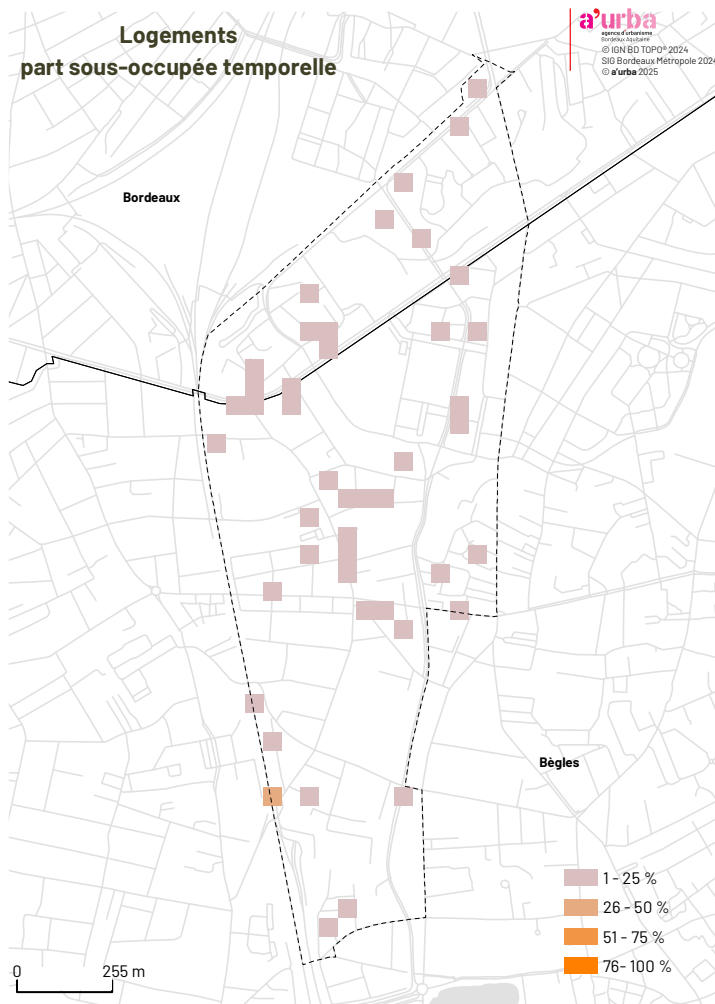 Logements
part sous-occupée temporelle
a'urba
agence d'urbanisme
Bordeaux Aquitaine
© IGN BD TOPO® 2024
SIG Bordeaux Métropole 2024
© a'urba 2025
Bordeaux
Bègles
1 - 25 %
26 - 50 %
51 - 75 %
76- 100 %
0 255 m